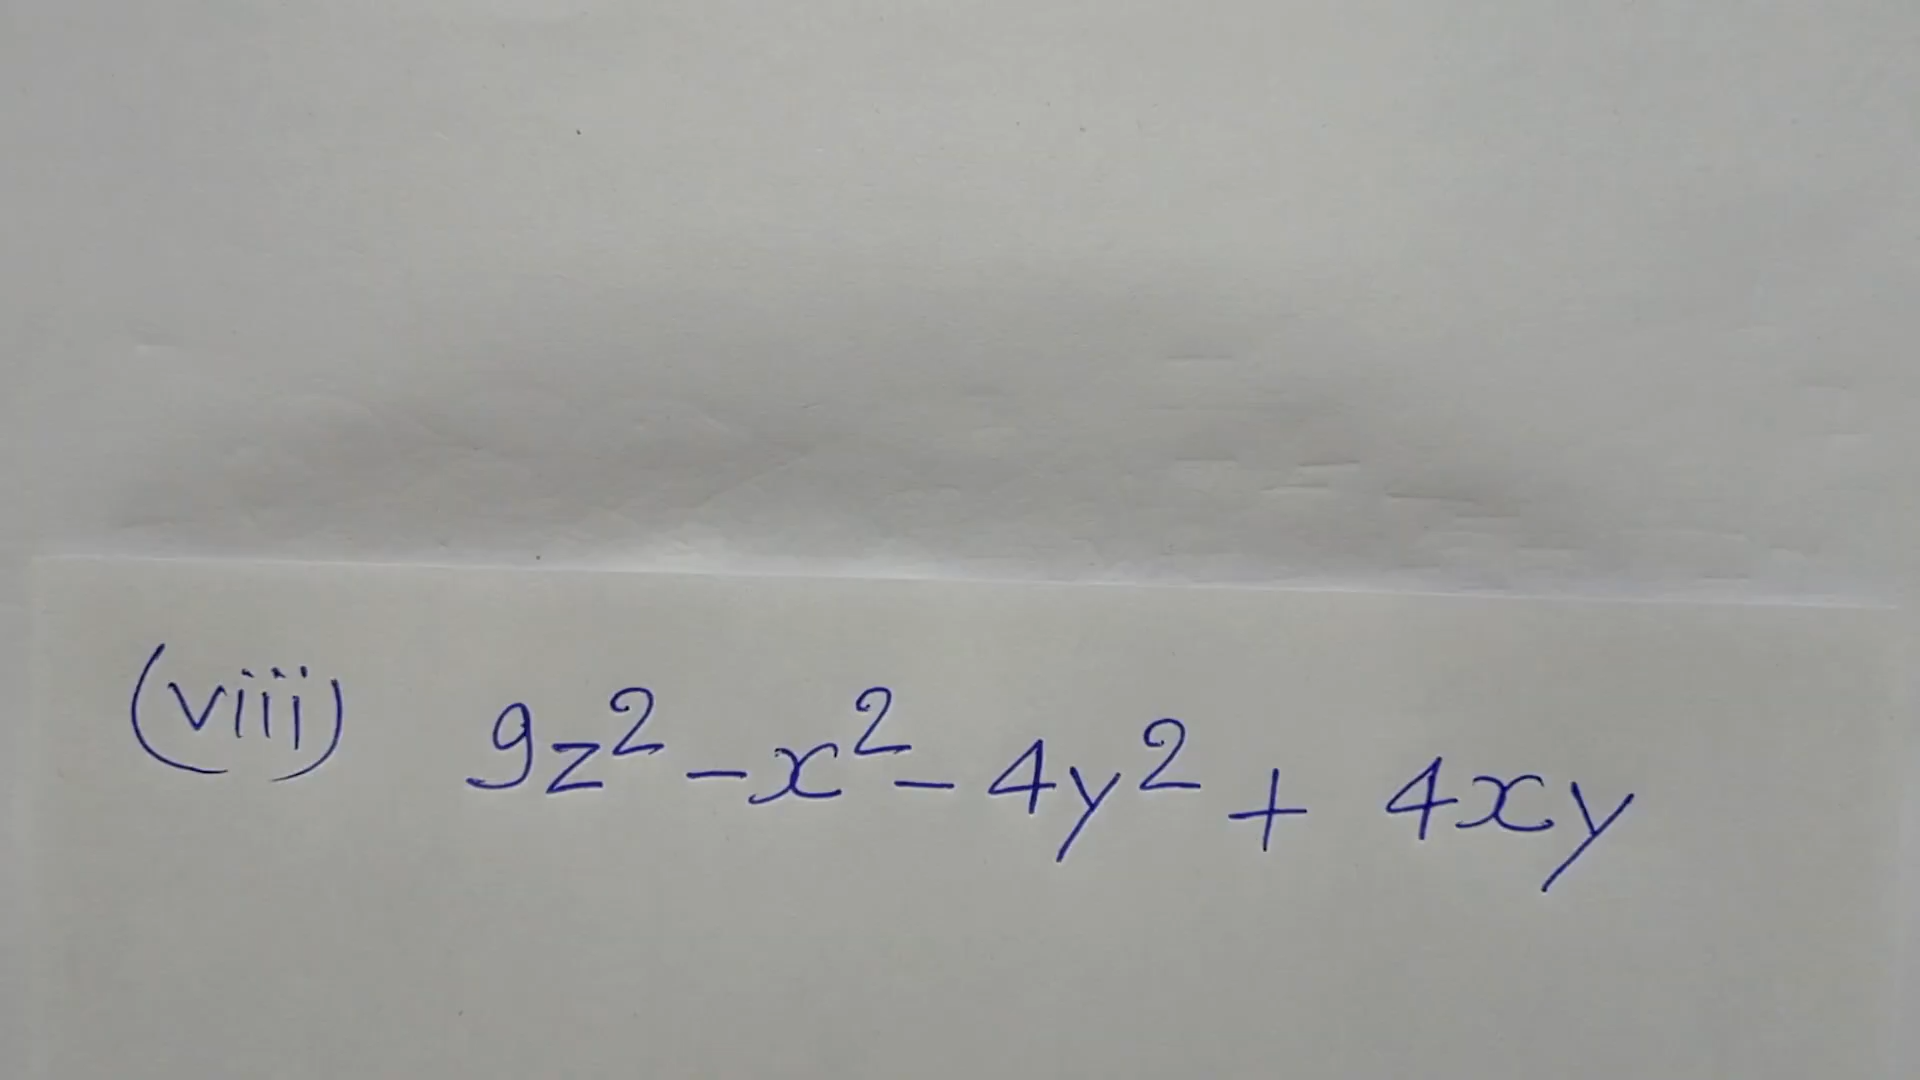 (viii) 9z² - x² - 4y² + 4xy